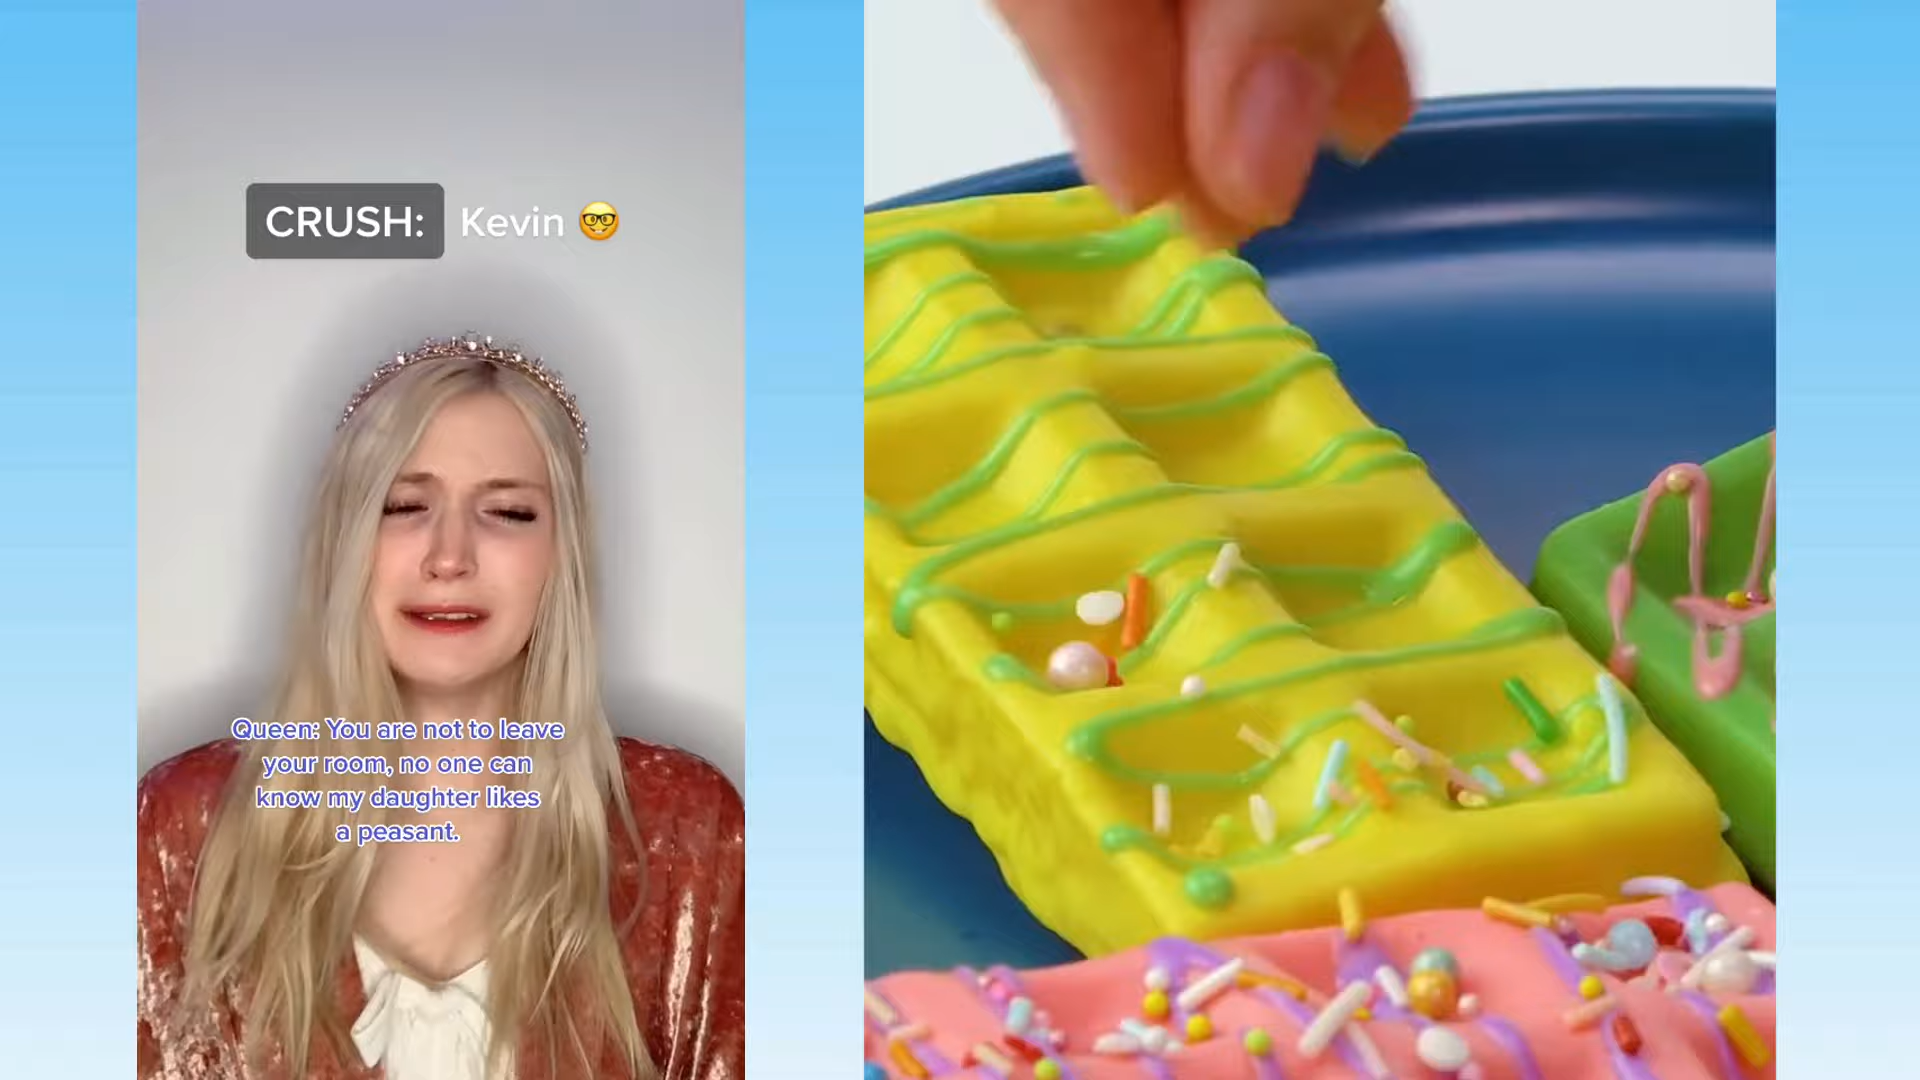 CRUSH: Kevin 🤓
Queen: You are not to leave
your room, no one can
know my daughter likes
a peasant.